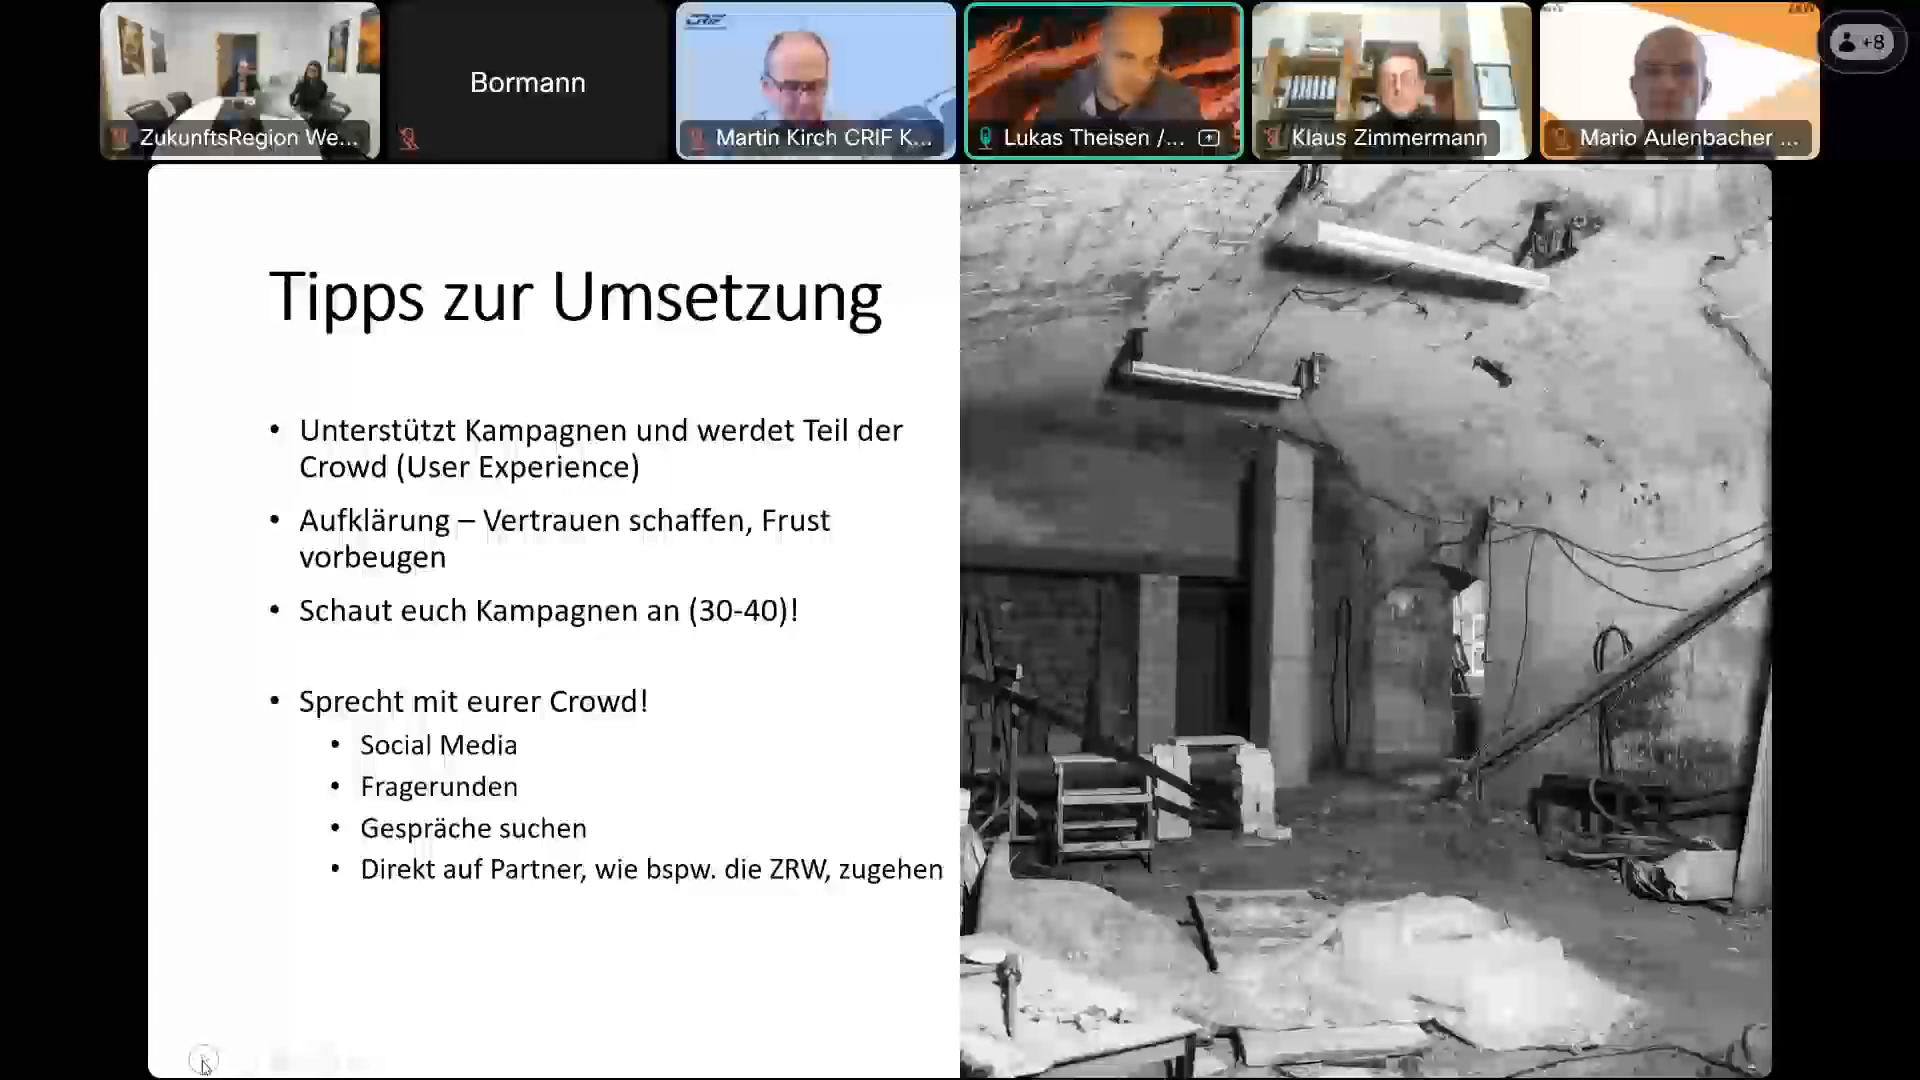 ZukunftsRegion We...
Bormann
CRIF
Martin Kirch CRIF K...
Lukas Theisen /...
Klaus Zimmermann
ZRW
Mario Aulenbacher ...
+8
Tipps zur Umsetzung
• Unterstützt Kampagnen und werdet Teil der
Crowd (User Experience)
• Aufklärung – Vertrauen schaffen, Frust
vorbeugen
• Schaut euch Kampagnen an (30-40)!
• Sprecht mit eurer Crowd!
• Social Media
• Fragerunden
• Gespräche suchen
• Direkt auf Partner, wie bspw. die ZRW, zugehen